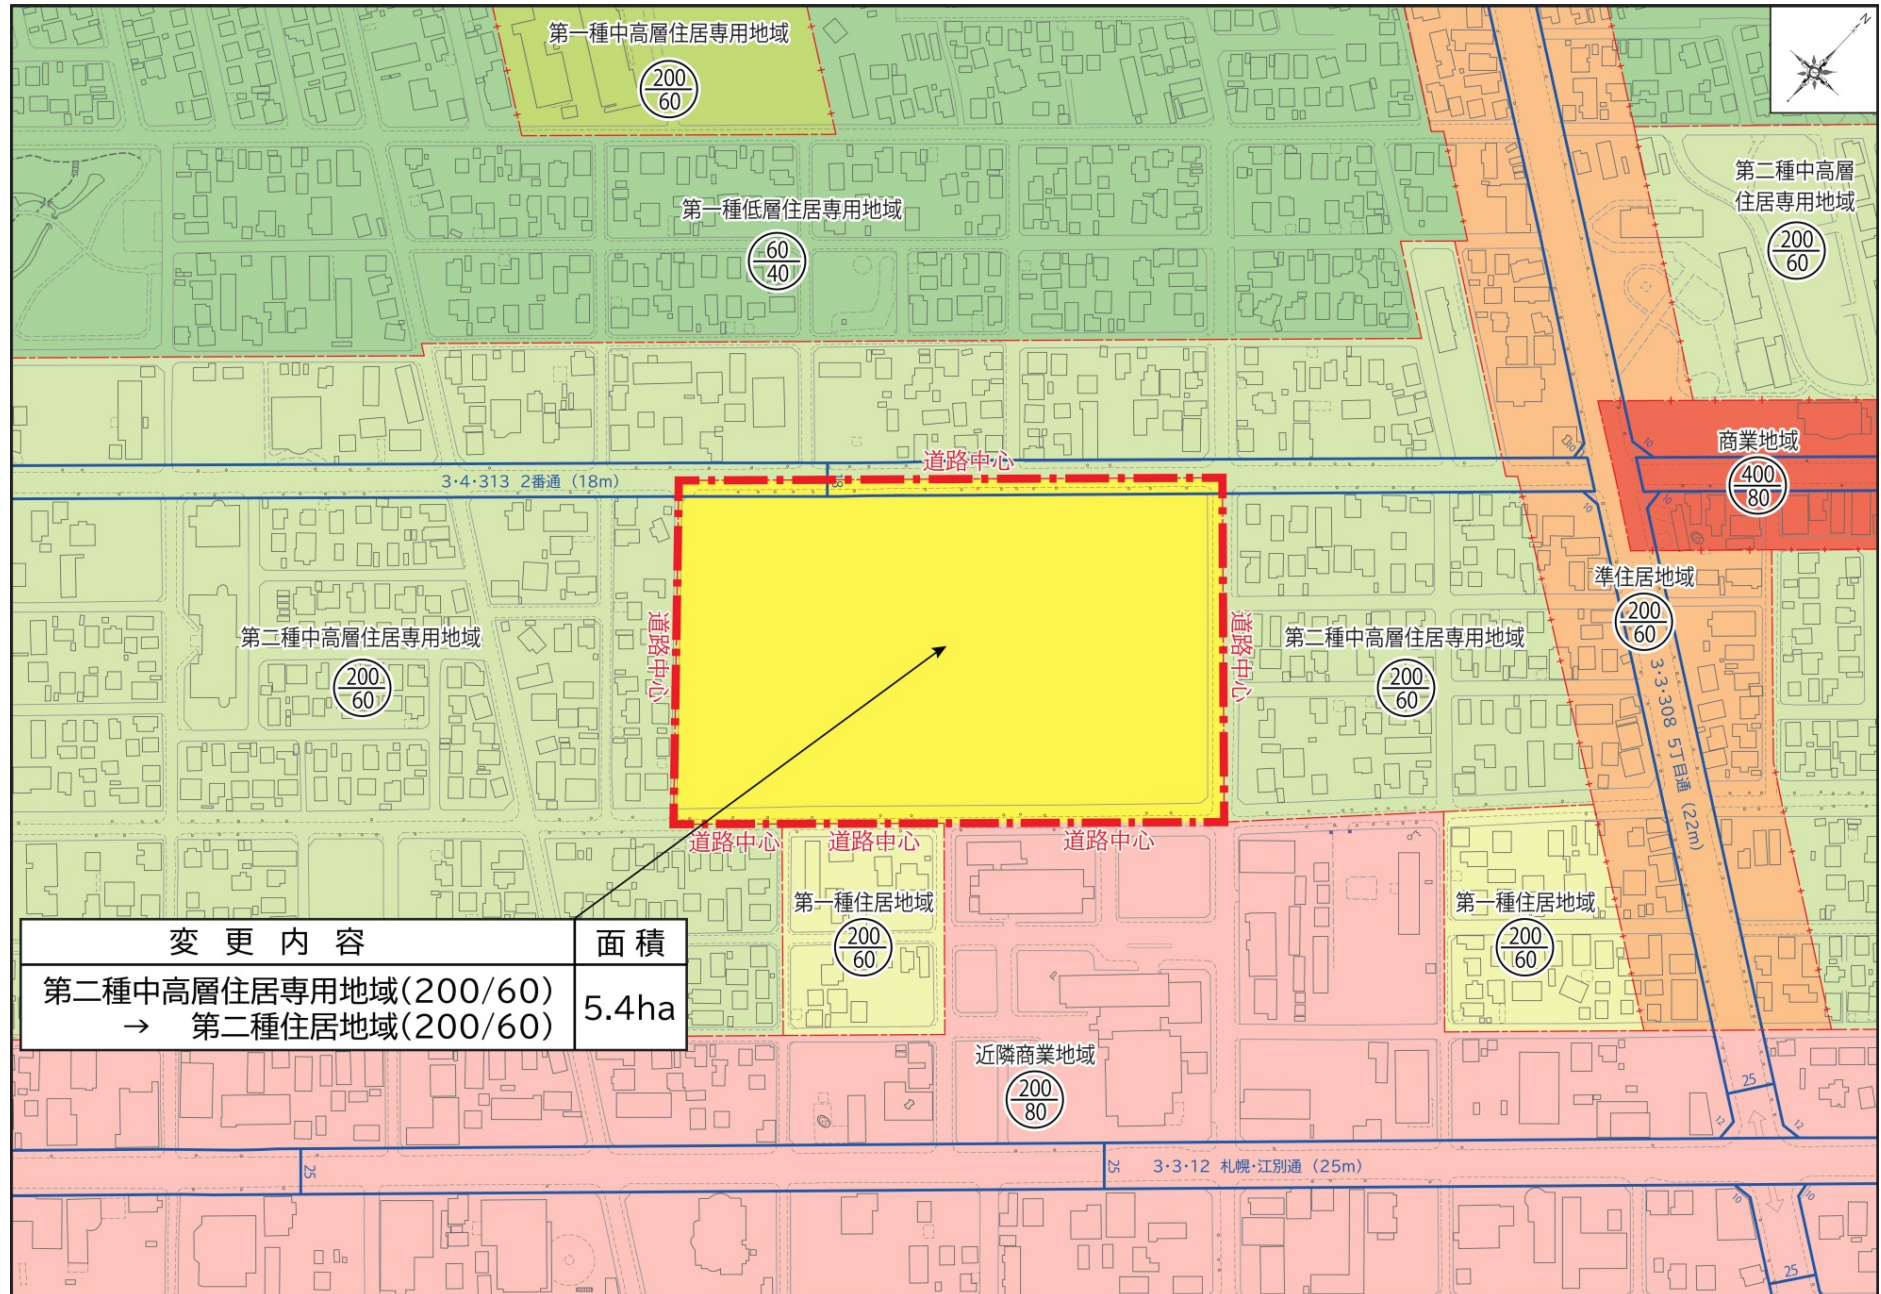 第一種中高層住居専用地域
200
60
N
第二種中高層
住居専用地域
200
60
第一種低層住居専用地域
60
40
商業地域
400
80
道路中心
3・4・313 2番通（18m）
18
10
10
10
10
準住居地域
200
60
道路中心
道路中心
第二種中高層住居専用地域
200
60
第二種中高層住居専用地域
200
60
3・3・308 5丁目通（22m）
道路中心
道路中心
道路中心
第一種住居地域
200
60
第一種住居地域
200
60
変更内容
面積
第二種中高層住居専用地域(200/60)
→ 第二種住居地域(200/60)
5.4ha
近隣商業地域
200
80
25
12
12
25
25
3・3・12 札幌・江別通（25m）
10
10
25